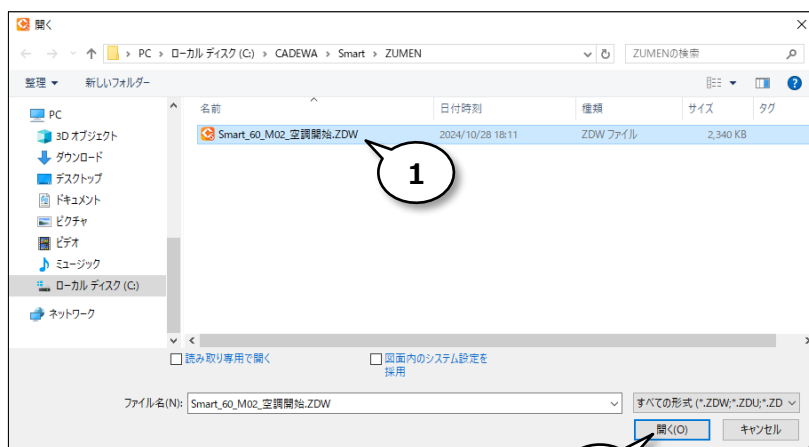 開く
PC › ローカル ディスク (C:) › CADEWA › Smart › ZUMEN
ZUMENの検索
整理 新しいフォルダー
名前 日付時刻 種類 サイズ タグ
Smart_60_M02_空調開始.ZDW 2024/10/28 18:11 ZDW ファイル 2,340 KB
1
PC
3D オブジェクト
ダウンロード
デスクトップ
ドキュメント
ピクチャ
ビデオ
ミュージック
ローカル ディスク (C:)
ネットワーク
読み取り専用で開く
図面内のシステム設定を
採用
ファイル名(N): Smart_60_M02_空調開始.ZDW
すべての形式 (*.ZDW;*.ZDU;*.ZD
開く(O) キャンセル